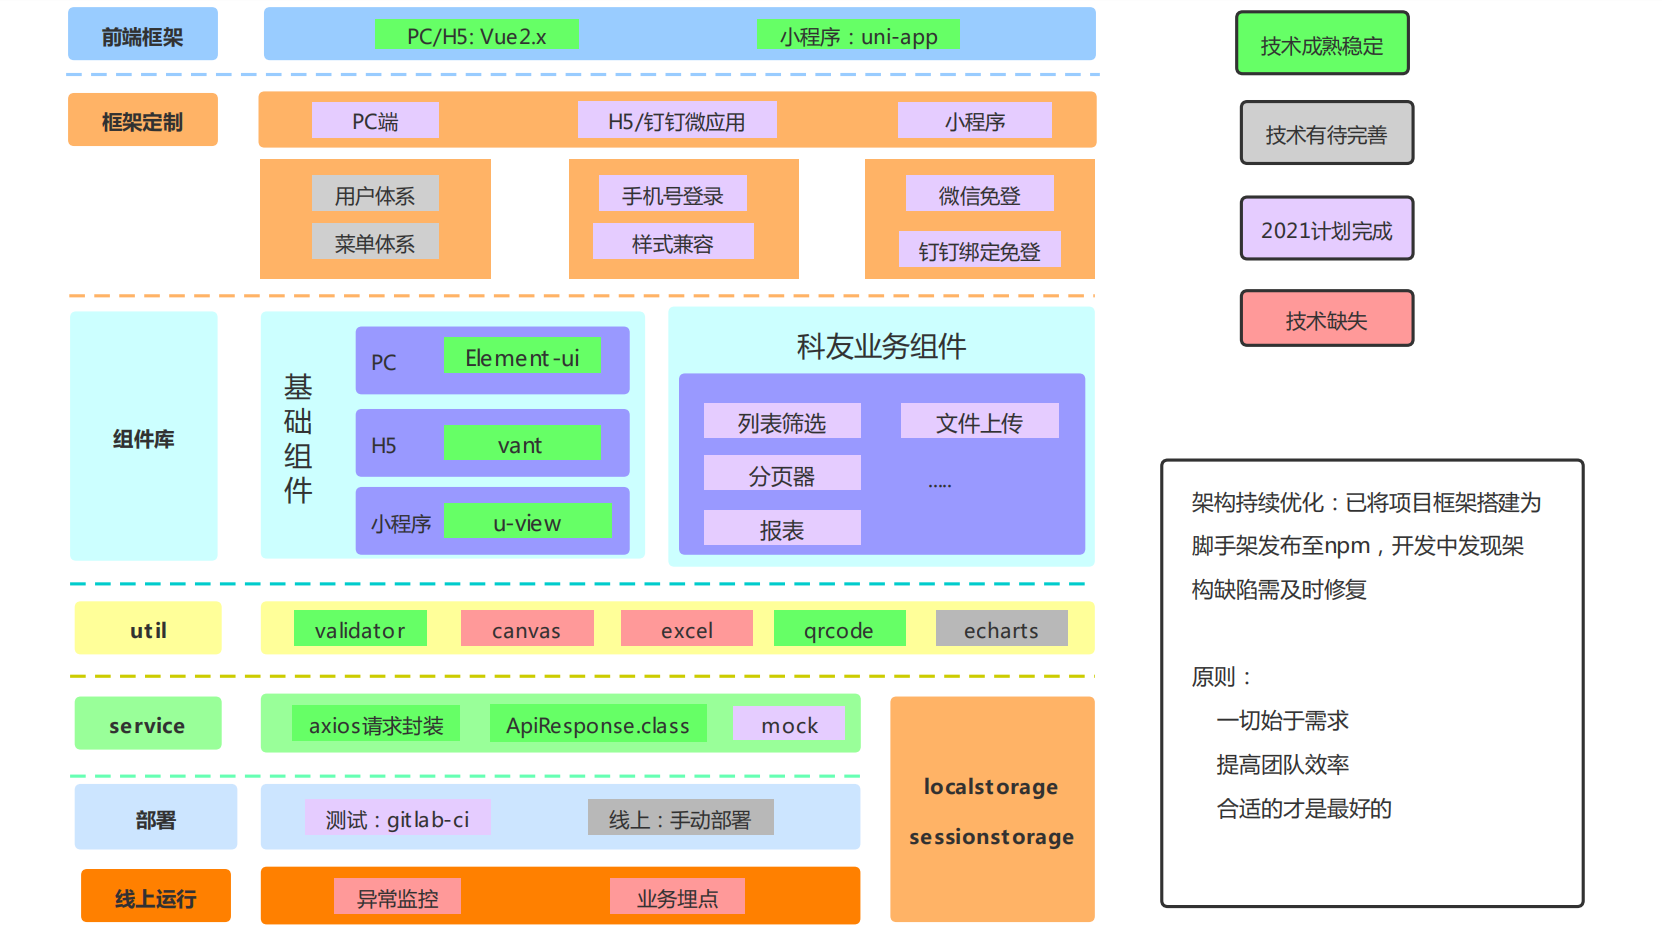 前端框架
PC/H5: Vue2.x
小程序：uni-app
框架定制
PC端
H5/钉钉微应用
小程序
用户体系
菜单体系
手机号登录
样式兼容
微信免登
钉钉绑定免登
组件库
基础组件
PC
Element-ui
H5
vant
小程序
u-view
科友业务组件
列表筛选
文件上传
分页器
.....
报表
util
validator
canvas
excel
qrcode
echarts
service
axios请求封装
ApiResponse.class
mock
部署
测试：gitlab-ci
线上：手动部署
线上运行
异常监控
业务埋点
localstorage
sessionstorage
技术成熟稳定
技术有待完善
2021计划完成
技术缺失
架构持续优化：已将项目框架搭建为
脚手架发布至npm，开发中发现架
构缺陷需及时修复
原则：
一切始于需求
提高团队效率
合适的才是最好的